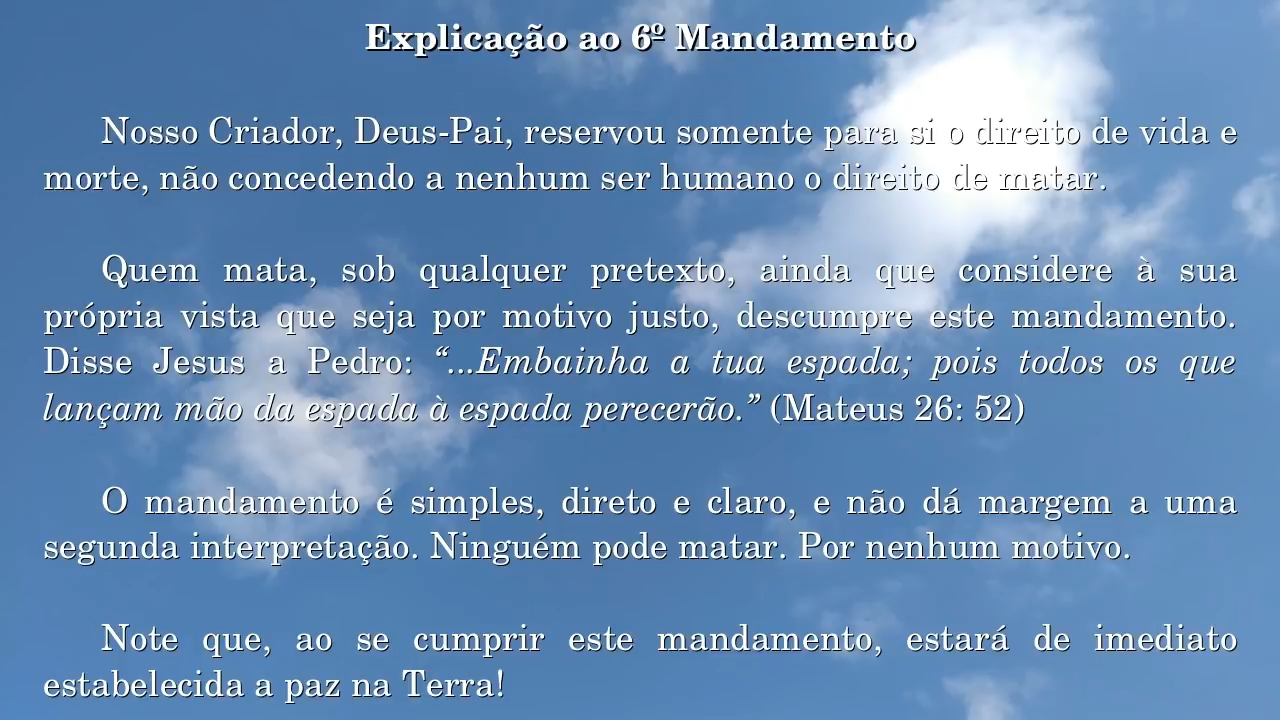 Explicação ao 6º Mandamento
Nosso Criador, Deus-Pai, reservou somente para si o direito de vida e
morte, não concedendo a nenhum ser humano o direito de matar.
Quem mata, sob qualquer pretexto, ainda que considere à sua
própria vista que seja por motivo justo, descumpre este mandamento.
Disse Jesus a Pedro: “...Embainha a tua espada; pois todos os que
lançam mão da espada à espada perecerão.” (Mateus 26: 52)
O mandamento é simples, direto e claro, e não dá margem a uma
segunda interpretação. Ninguém pode matar. Por nenhum motivo.
Note que, ao se cumprir este mandamento, estará de imediato
estabelecida a paz na Terra!